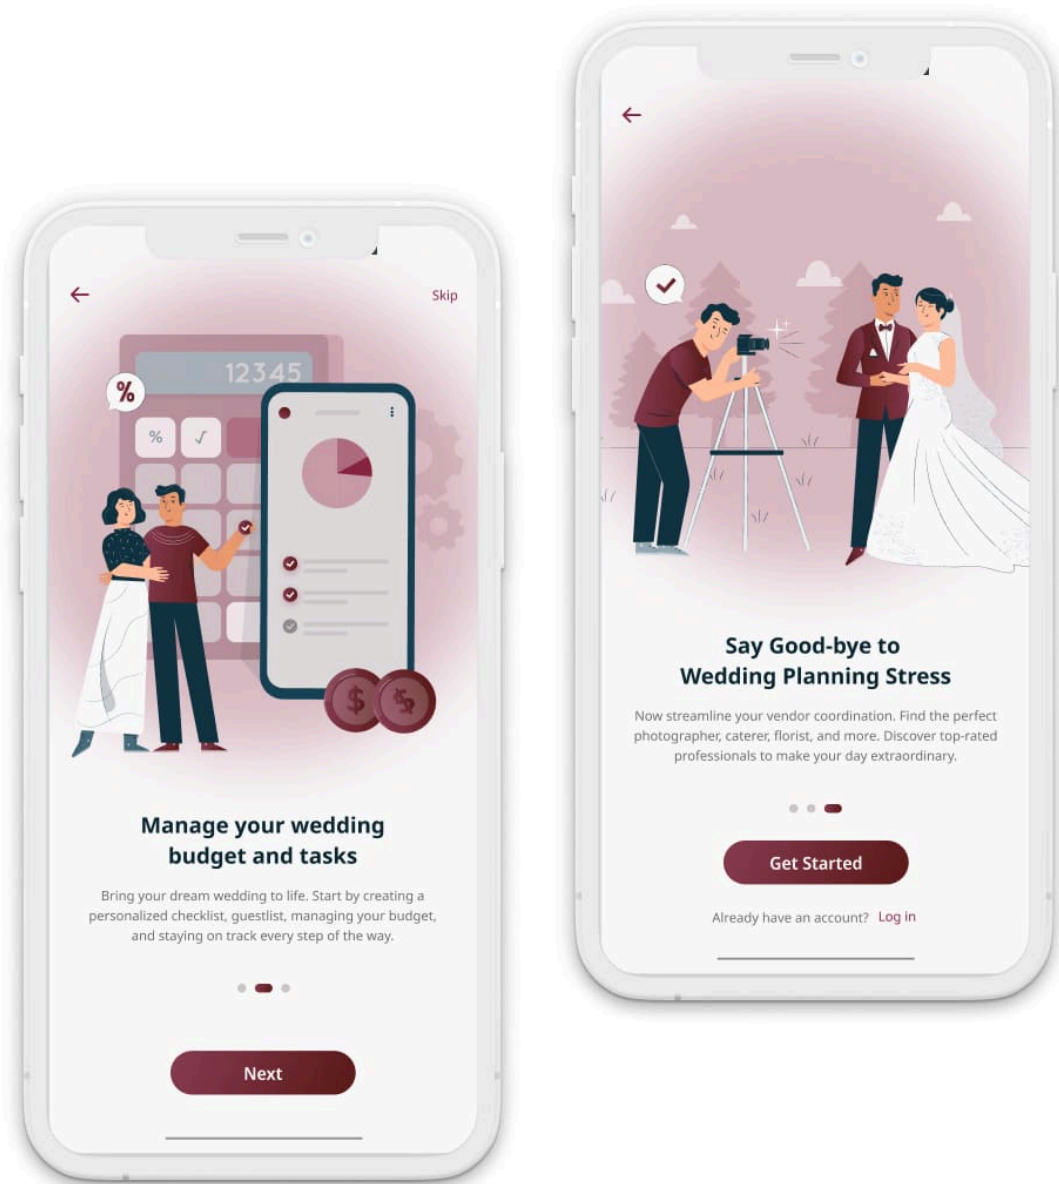 Skip
12345
%
% √
$ $
Manage your wedding
budget and tasks
Bring your dream wedding to life. Start by creating a
personalized checklist, guestlist, managing your budget,
and staying on track every step of the way.
Next
Say Good-bye to
Wedding Planning Stress
Now streamline your vendor coordination. Find the perfect
photographer, caterer, florist, and more. Discover top-rated
professionals to make your day extraordinary.
Get Started
Already have an account? Log in